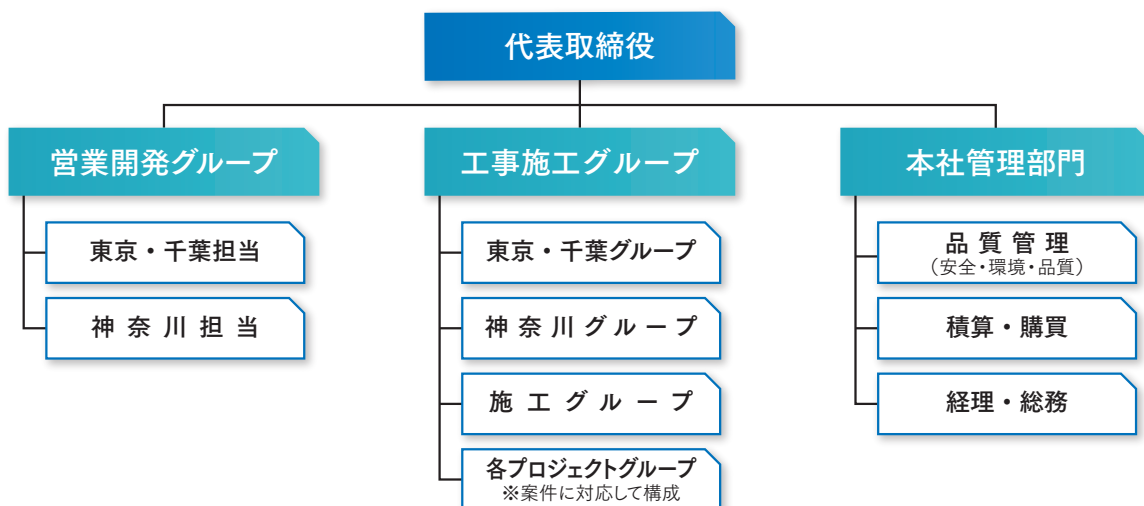 代表取締役
営業開発グループ
東京・千葉担当
神奈川担当
工事施工グループ
東京・千葉グループ
神奈川グループ
施工グループ
各プロジェクトグループ
※案件に対応して構成
本社管理部門
品質管理
（安全・環境・品質）
積算・購買
経理・総務